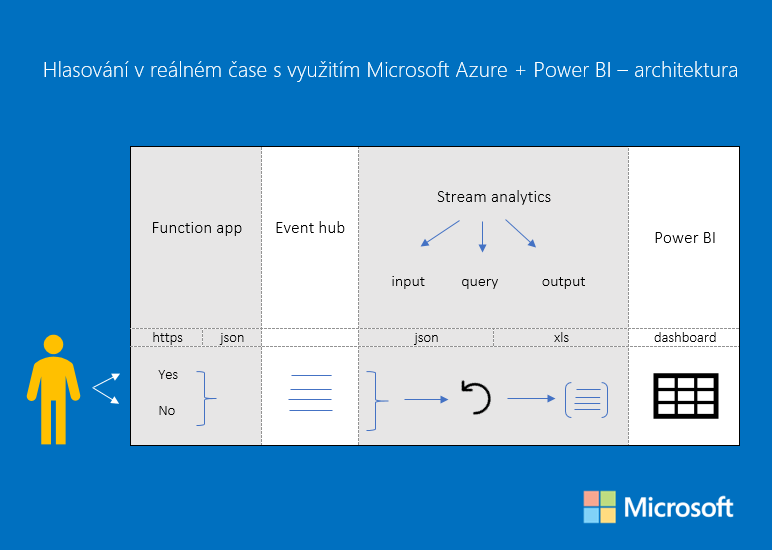 Hlasování v reálném čase s využitím Microsoft Azure + Power BI – architektura
Stream analytics
Function app
Event hub
Power BI
input
query
output
https
json
json
xls
dashboard
Yes
No
Microsoft